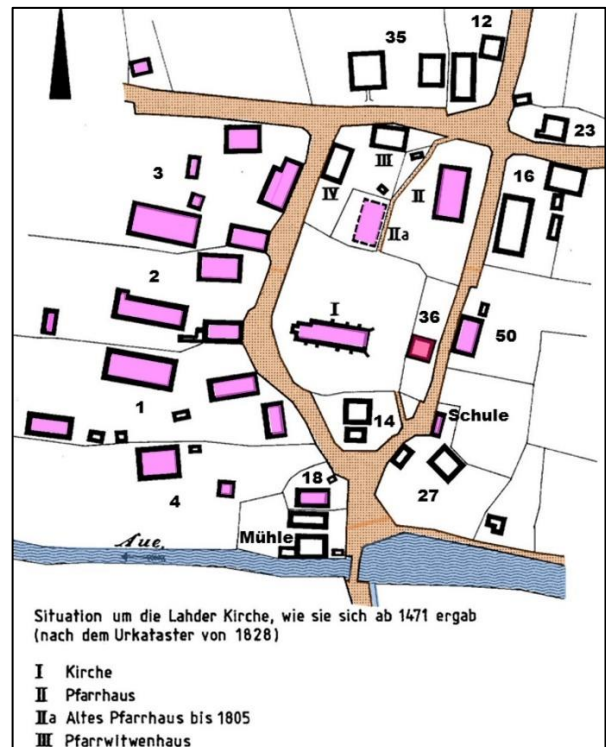 12
35
23
3
III
16
IV
II
IIa
2
I
36
50
1
14
Schule
18
27
4
Mühle
Aue
Situation um die Lahder Kirche, wie sie sich ab 1471 ergab
(nach dem Urkataster von 1828)
I Kirche
II Pfarrhaus
IIa Altes Pfarrhaus bis 1805
III Pfarrwitwenhaus